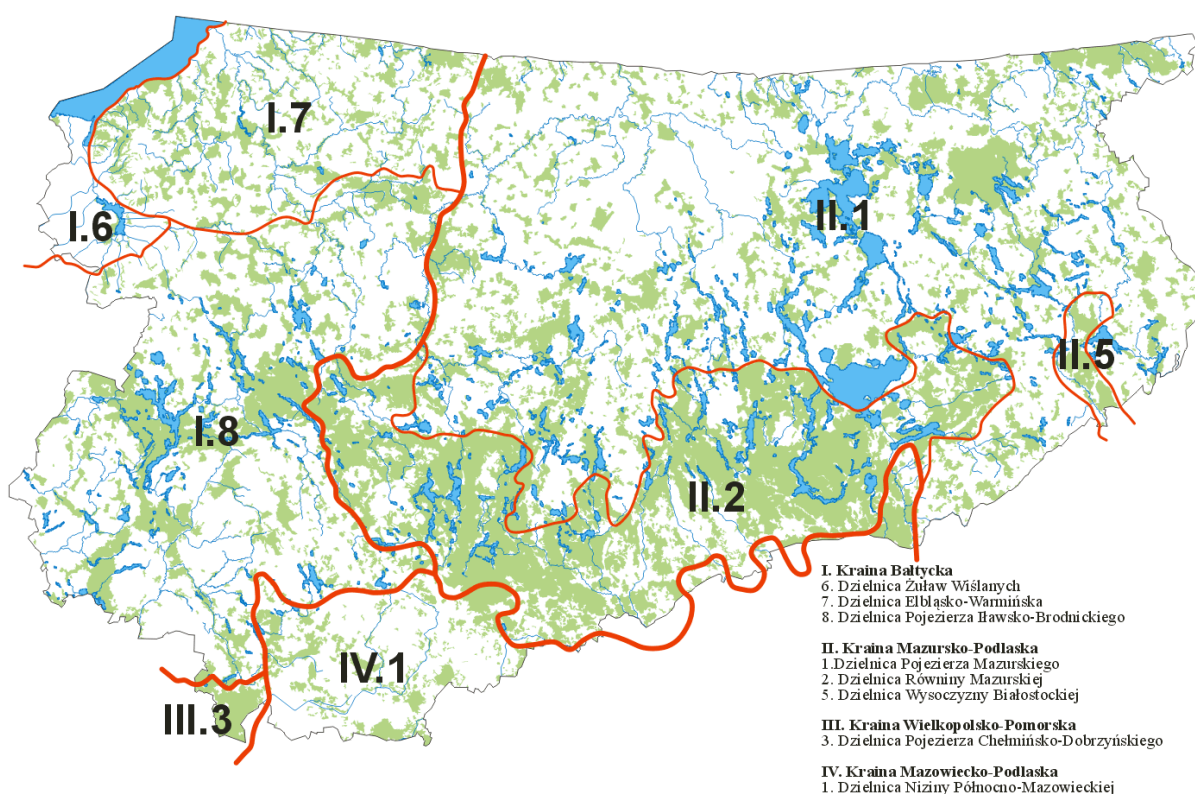 I.7
II.1
I.6
II.5
I.8
II.2
IV.1
III.3
I. Kraina Bałtycka
6. Dzielnica Żuław Wiślanych
7. Dzielnica Elbląsko-Warmińska
8. Dzielnica Pojezierza Iławsko-Brodnickiego
II. Kraina Mazursko-Podlaska
1.Dzielnica Pojezierza Mazurskiego
2. Dzielnica Równiny Mazurskiej
5. Dzielnica Wysoczyzny Białostockiej
III. Kraina Wielkopolsko-Pomorska
3. Dzielnica Pojezierza Chełmińsko-Dobrzyńskiego
IV. Kraina Mazowiecko-Podlaska
1. Dzielnica Niziny Północno-Mazowieckiej